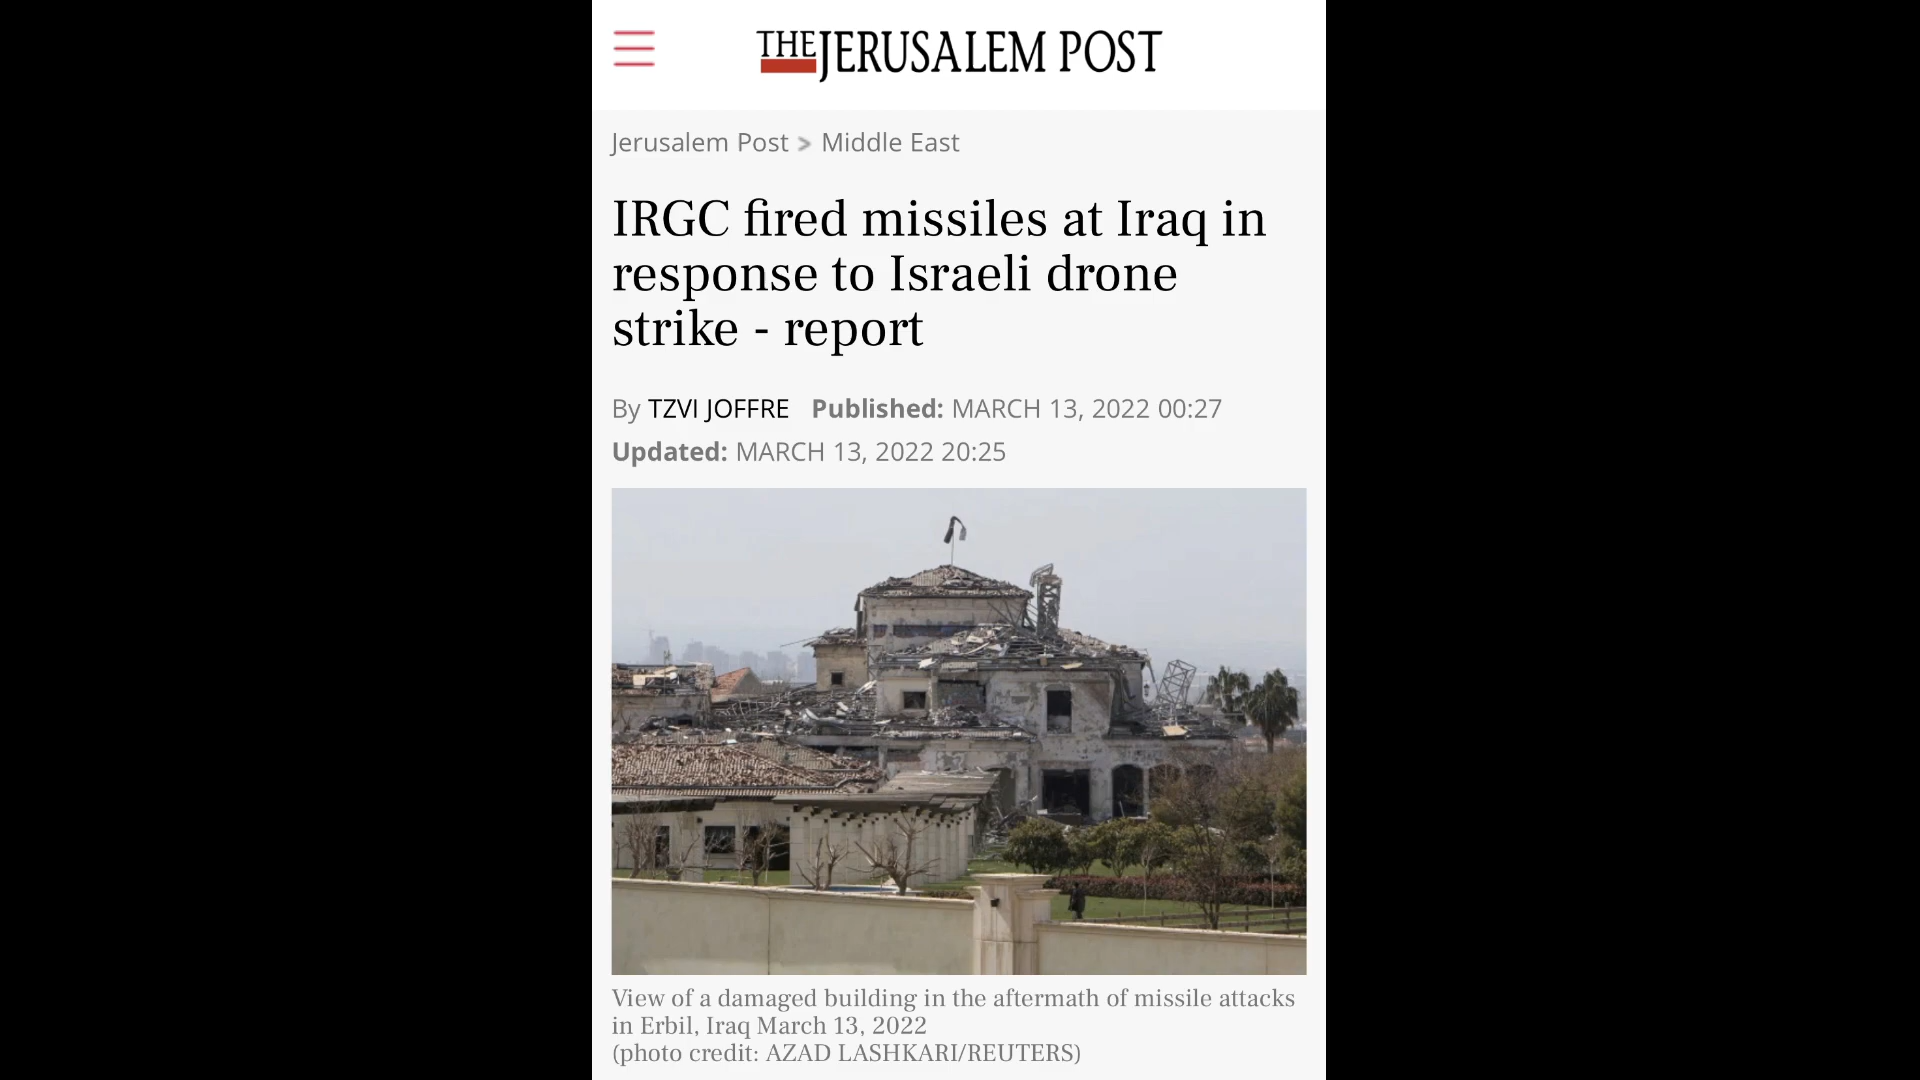 THE JERUSALEM POST
Jerusalem Post > Middle East
IRGC fired missiles at Iraq in
response to Israeli drone
strike - report
By TZVI JOFFRE Published: MARCH 13, 2022 00:27
Updated: MARCH 13, 2022 20:25
View of a damaged building in the aftermath of missile attacks
in Erbil, Iraq March 13, 2022
(photo credit: AZAD LASHKARI/REUTERS)